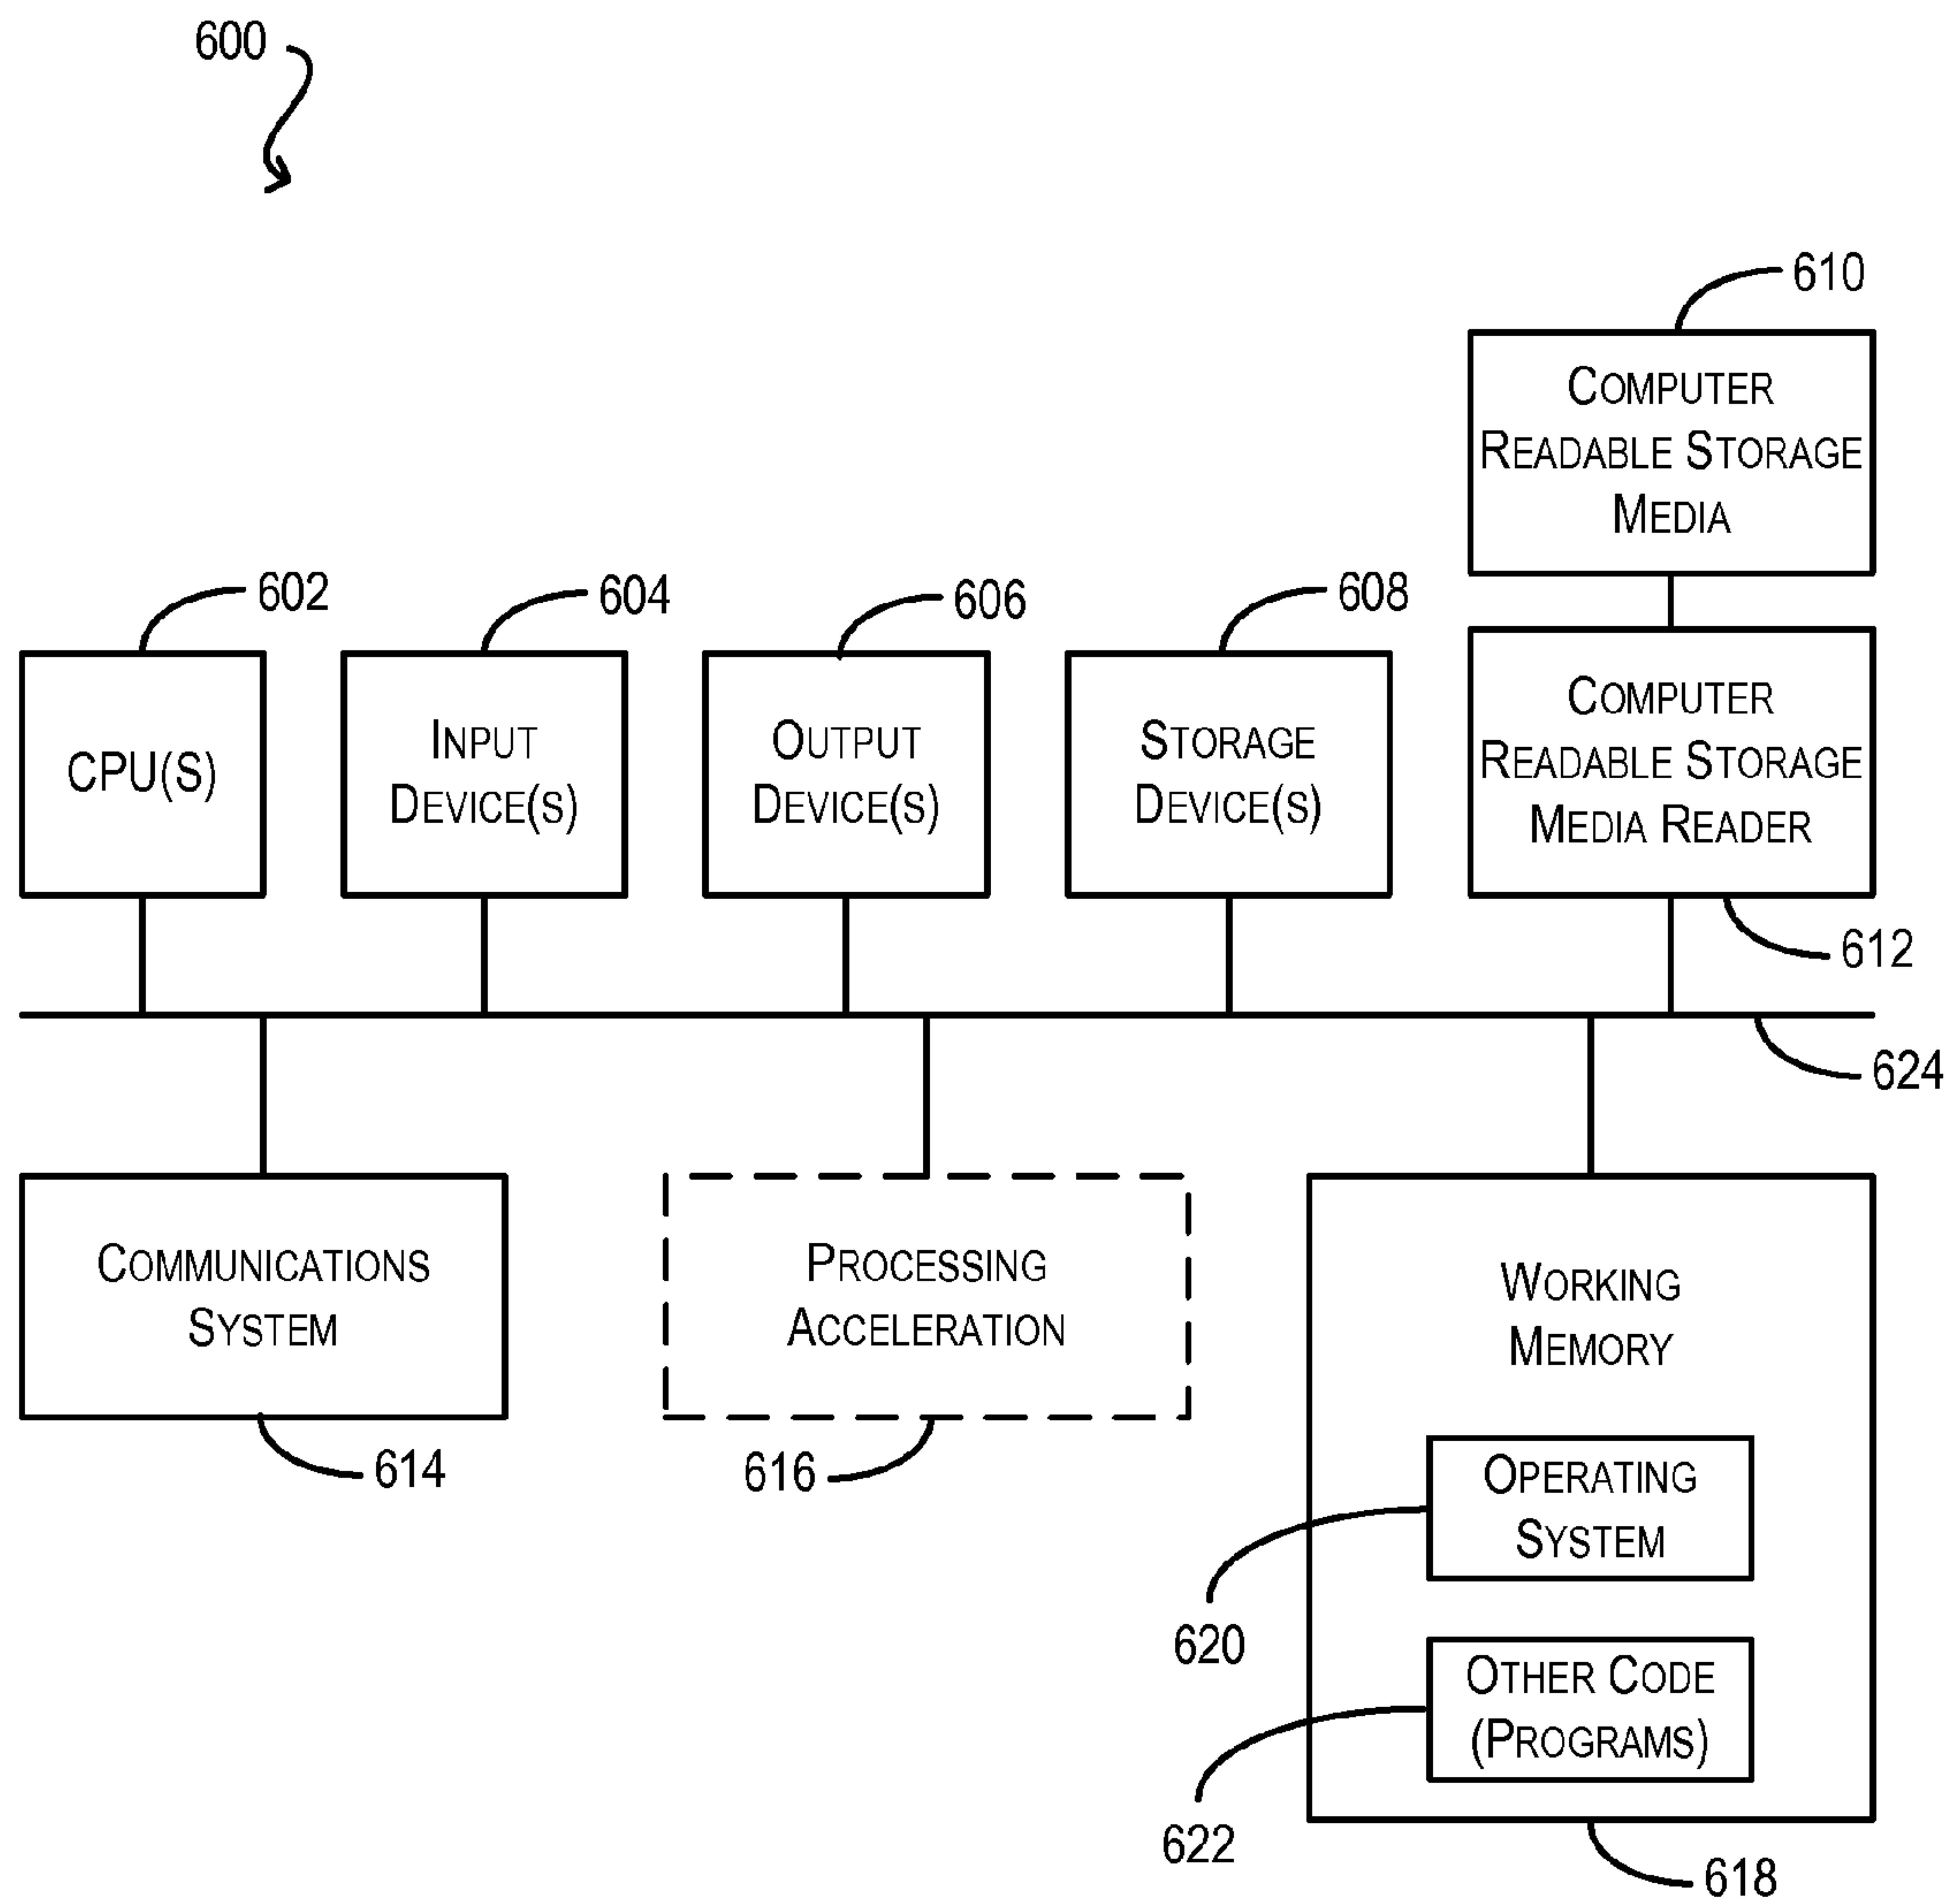 600
610
COMPUTER
READABLE STORAGE
MEDIA
602
604
606
608
CPU(S)
INPUT
DEVICE(S)
OUTPUT
DEVICE(S)
STORAGE
DEVICE(S)
COMPUTER
READABLE STORAGE
MEDIA READER
612
624
COMMUNICATIONS
SYSTEM
614
PROCESSING
ACCELERATION
616
WORKING
MEMORY
OPERATING
SYSTEM
620
OTHER CODE
(PROGRAMS)
622
618